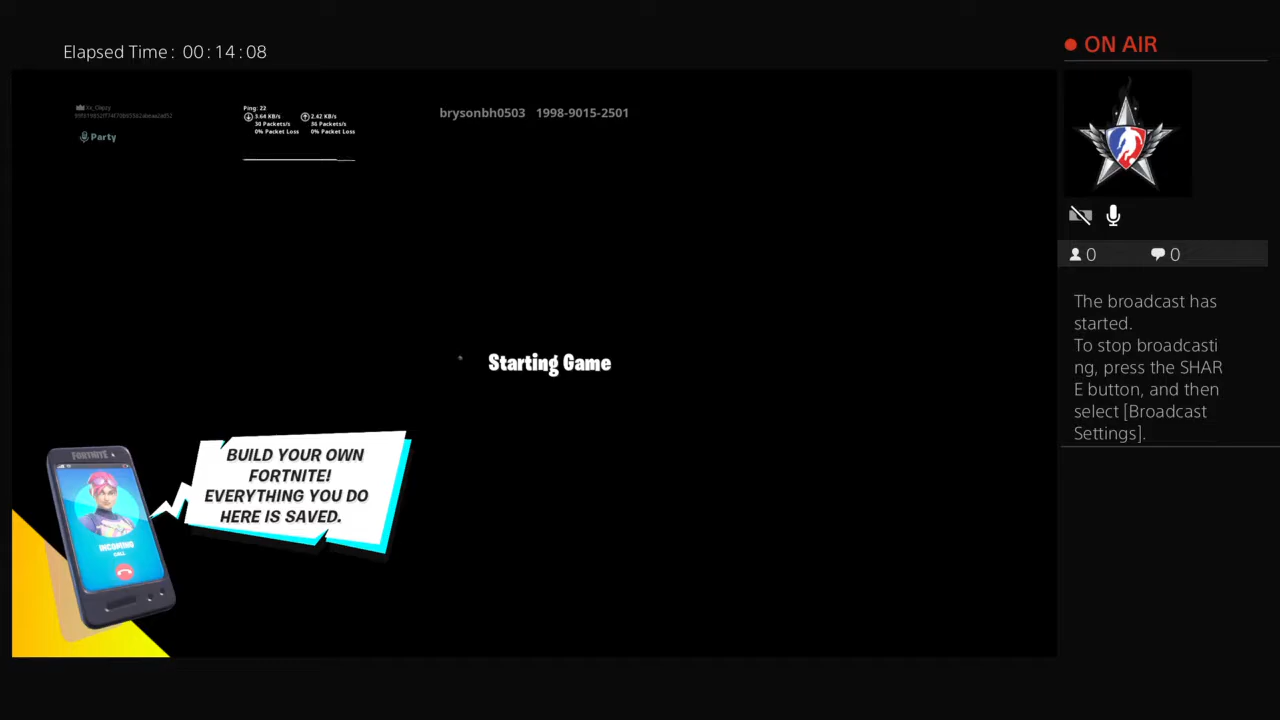 Elapsed Time: 00:14:08
ON AIR
Party
Ping: 22
3.64 KB/s 2.42 KB/s
30 Packets/s 36 Packets/s
0% Packet Loss 0% Packet Loss
brysonbh0503 1998-9015-2501
0 0
The broadcast has
started.
To stop broadcasti
ng, press the SHAR
E button, and then
select [Broadcast
Settings].
Starting Game
FORTNITE
INCOMING
CALL
BUILD YOUR OWN
FORTNITE!
EVERYTHING YOU DO
HERE IS SAVED.